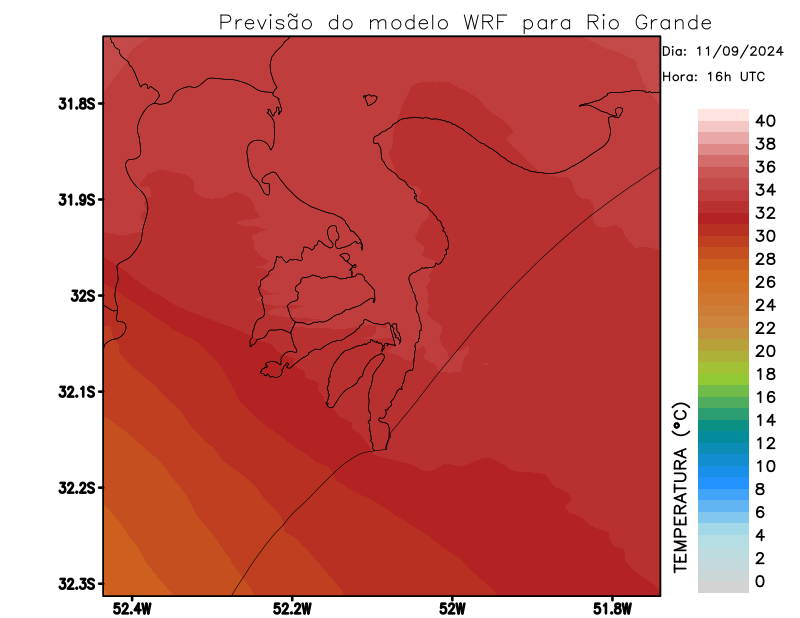 Previsão do modelo WRF para Rio Grande
Dia: 11/09/2024
Hora: 16h UTC
31.8S
31.9S
32S
32.1S
32.2S
32.3S
52.4W
52.2W
52W
51.8W
TEMPERATURA (°C)
40
38
36
34
32
30
28
26
24
22
20
18
16
14
12
10
8
6
4
2
0